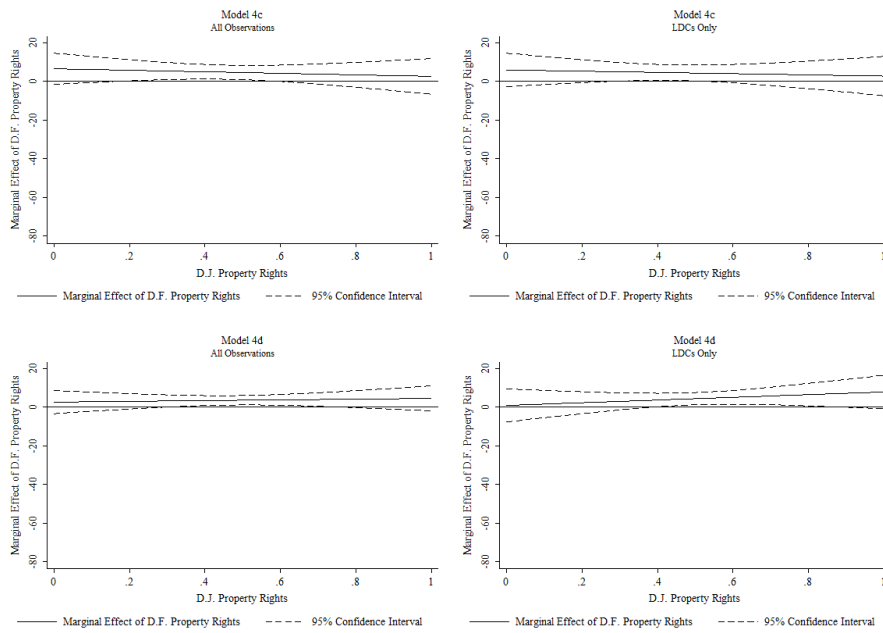 Model 4c
All Observations
Marginal Effect of D.F. Property Rights
20
0
-20
-40
-60
-80
0 .2 .4 .6 .8 1
D.J. Property Rights
Marginal Effect of D.F. Property Rights 95% Confidence Interval
Model 4c
LDCs Only
Marginal Effect of D.F. Property Rights
20
0
-20
-40
-60
-80
0 .2 .4 .6 .8 1
D.J. Property Rights
Marginal Effect of D.F. Property Rights 95% Confidence Interval
Model 4d
All Observations
Marginal Effect of D.F. Property Rights
20
0
-20
-40
-60
-80
0 .2 .4 .6 .8 1
D.J. Property Rights
Marginal Effect of D.F. Property Rights 95% Confidence Interval
Model 4d
LDCs Only
Marginal Effect of D.F. Property Rights
20
0
-20
-40
-60
-80
0 .2 .4 .6 .8 1
D.J. Property Rights
Marginal Effect of D.F. Property Rights 95% Confidence Interval